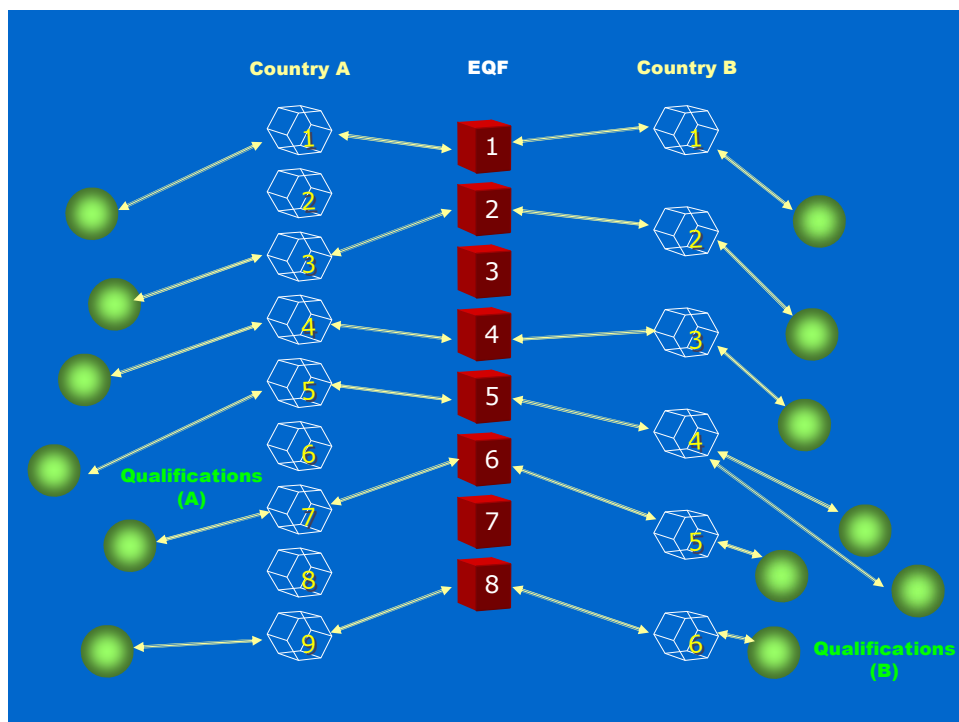 Country A EQF Country B
1 1 1
2 2 2
3 3
4 4 3
5 5 4
6 6
Qualifications
(A)
7 7 5
8 8
9 6
Qualifications
(B)